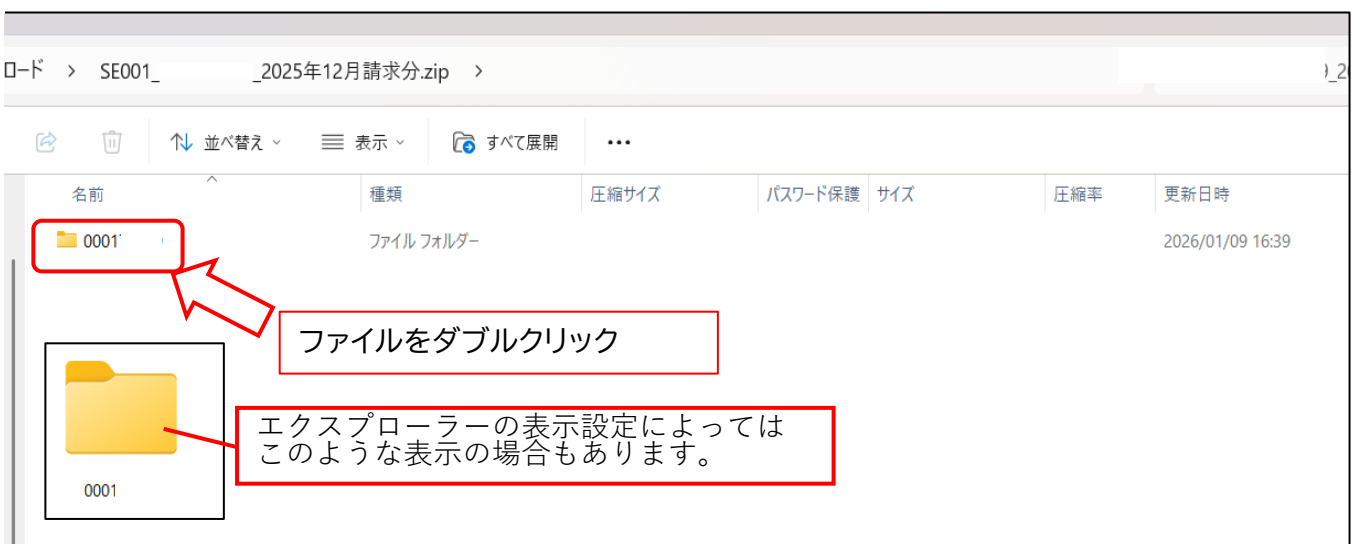 ロード > SE001_ _2025年12月請求分.zip >
並べ替え 表示 すべて展開 •••
名前 種類 圧縮サイズ パスワード保護 サイズ 圧縮率 更新日時
0001 ファイル フォルダー 2026/01/09 16:39
ファイルをダブルクリック
エクスプローラーの表示設定によっては
このような表示の場合もあります。
0001